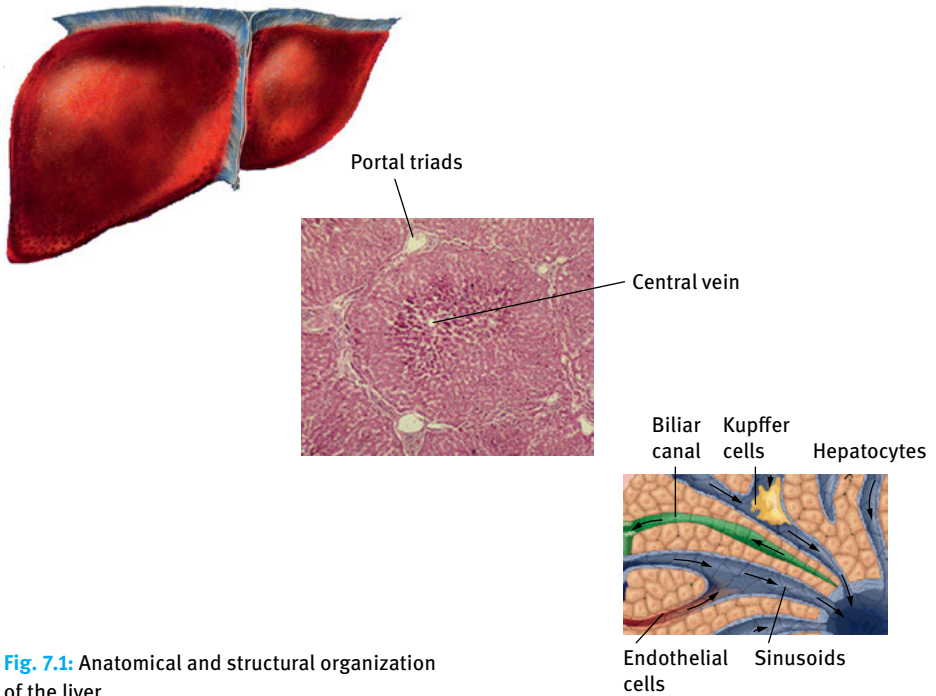 Portal triads
Central vein
Biliar
canal
Kupffer
cells
Hepatocytes
Endothelial
cells
Sinusoids
Fig. 7.1: Anatomical and structural organization
of the liver